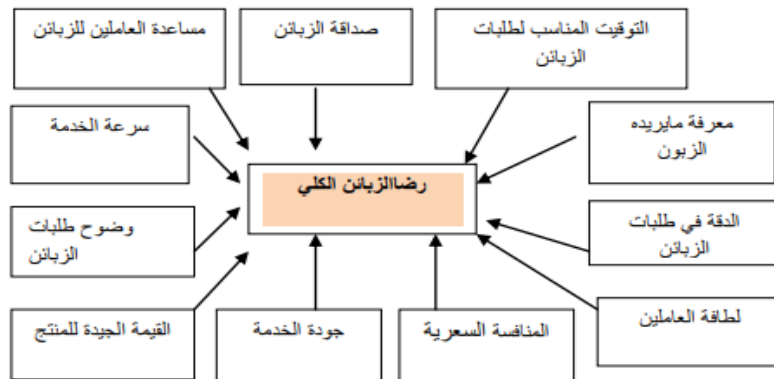 التوقيت المناسب لطلبات
الزبائن
صداقة الزبائن
مساعدة العاملين للزبائن
معرفة مايريده
الزبون
سرعة الخدمة
رضاالزبائن الكلي
الدقة في طلبات
الزبائن
وضوح طلبات
الزبائن
لطافة العاملين
المنافسة السعرية
جودة الخدمة
القيمة الجيدة للمنتج